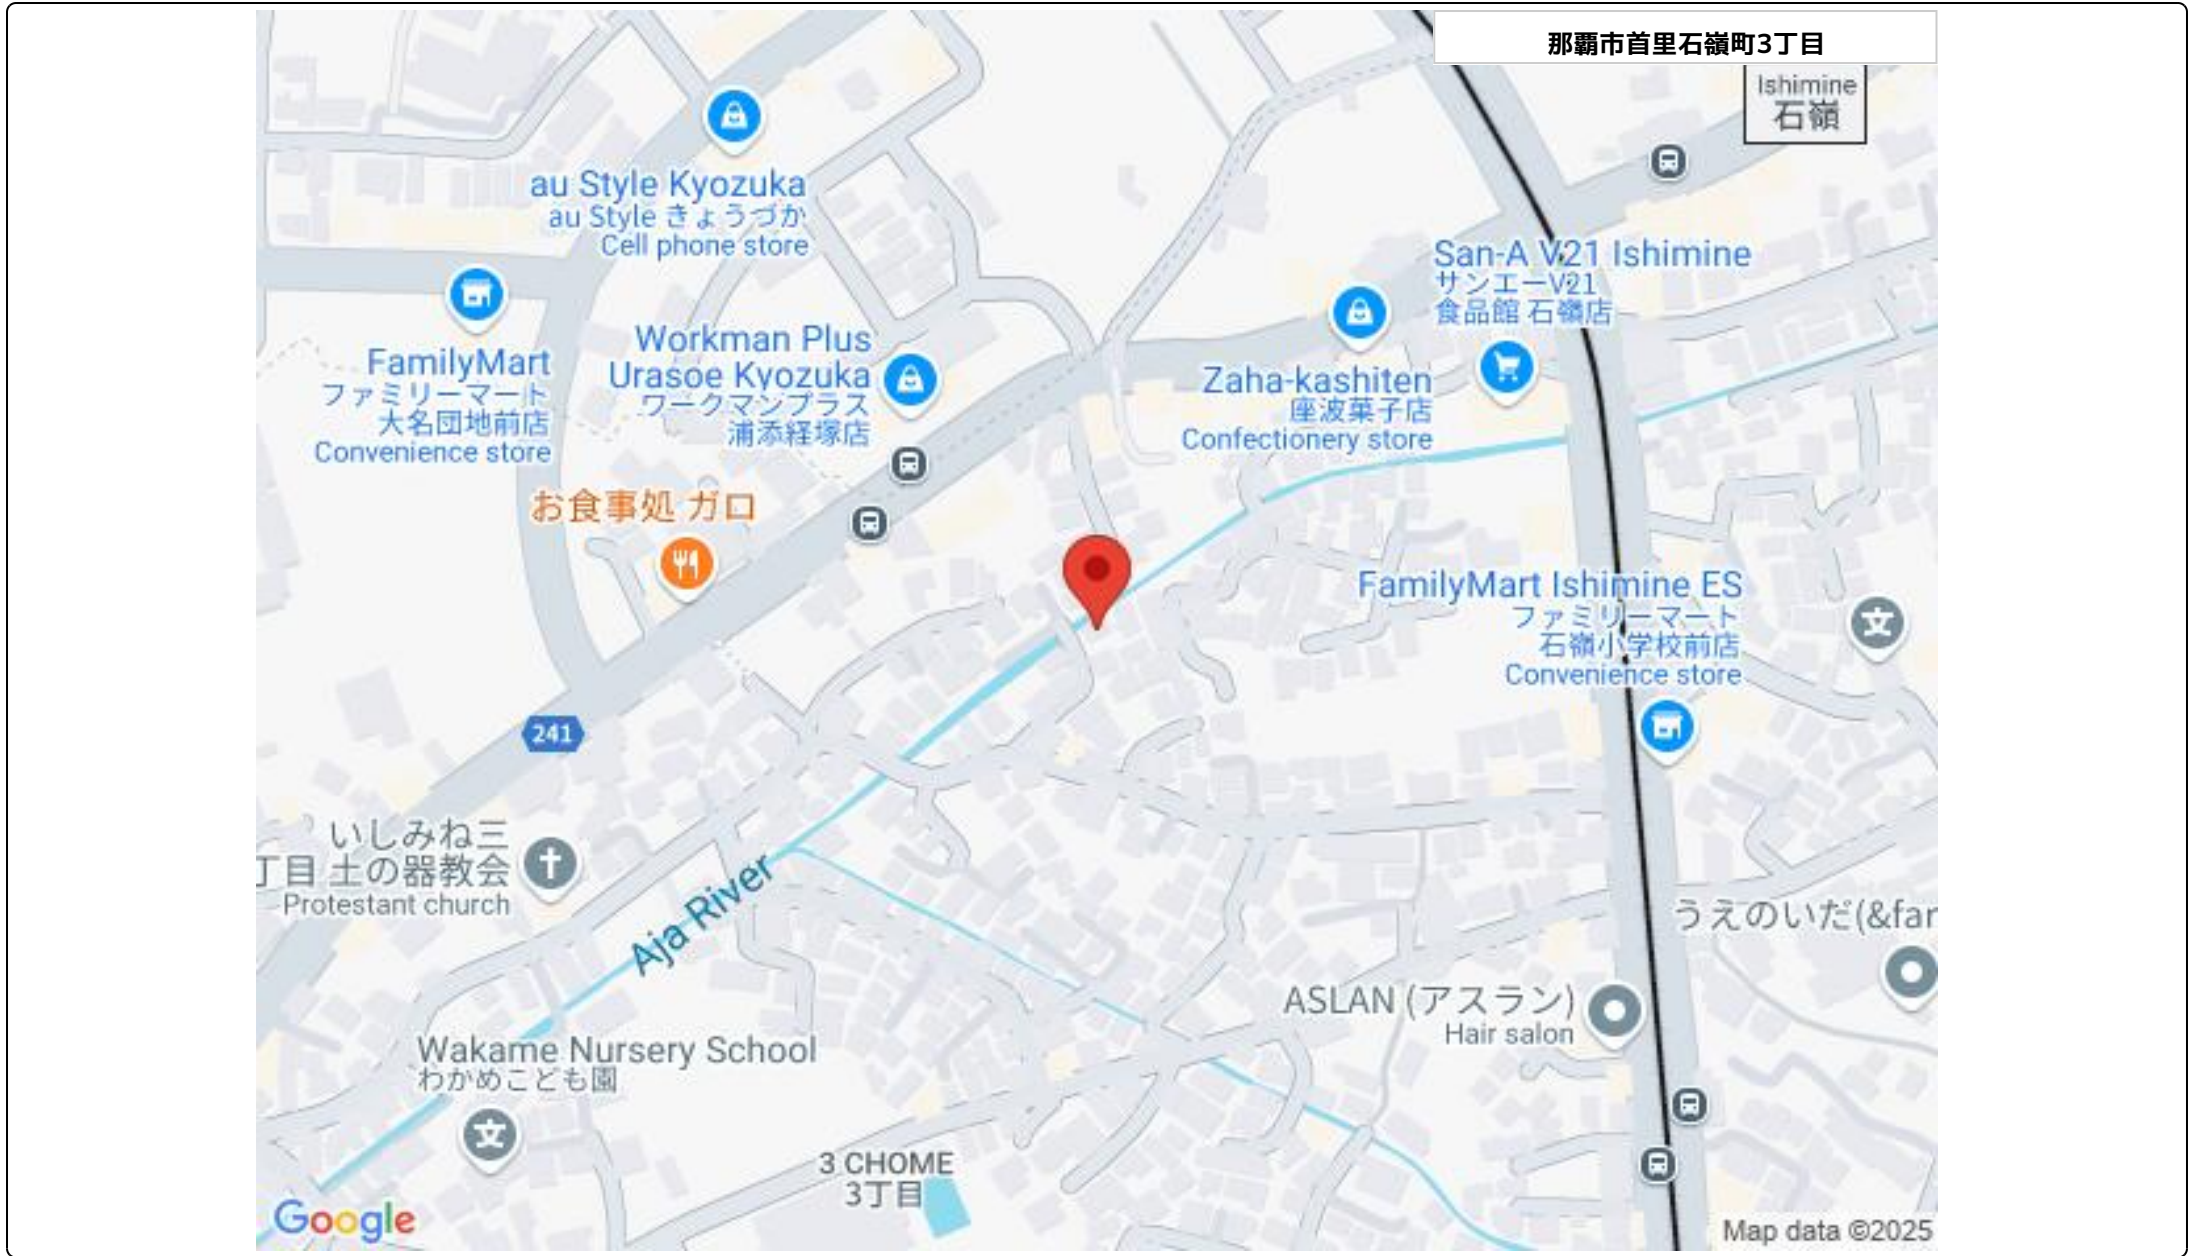 那覇市首里石嶺町3丁目
Ishimine
石嶺
au Style Kyozuka
au Style きょうづか
Cell phone store
San-A V21 Ishimine
サンエーV21
食品館 石嶺店
FamilyMart
ファミリーマート
大名団地前店
Convenience store
Workman Plus
Urasoe Kyozuka
ワークマンプラス
浦添経塚店
Zaha-kashiten
座波菓子店
Confectionery store
お食事処 ガロ
FamilyMart Ishimine ES
ファミリーマート
石嶺小学校前店
Convenience store
文
241
いしみね三
丁目 土の器教会
Protestant church
Aja River
うえのいだ(&far
ASLAN (アスラン)
Hair salon
Wakame Nursery School
わかめこども園
文
3 CHOME
3丁目
Google
Map data ©2025